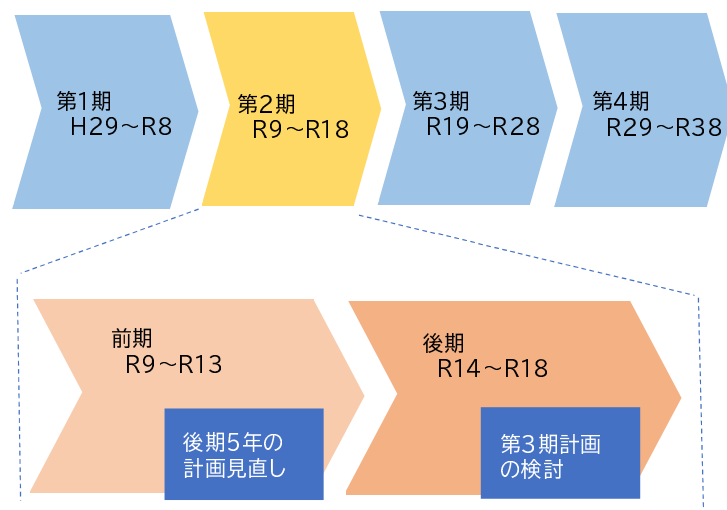 第1期
H29～R8
第2期
R9～R18
第3期
R19～R28
第4期
R29～R38
前期
R9～R13
後期5年の
計画見直し
後期
R14～R18
第3期計画
の検討